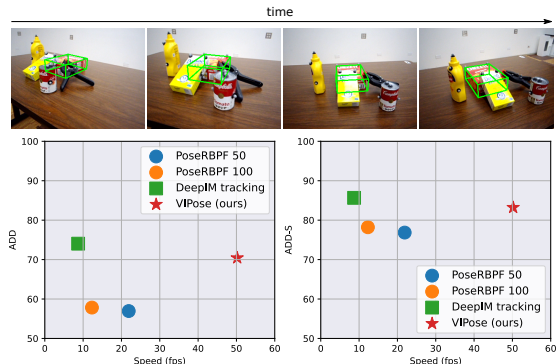 time
Campbell's
100
90
80
70
60
50
0
10
20
30
40
50
60
ADD
Speed (fps)
PoseRBPF 50
PoseRBPF 100
DeepIM tracking
VIPose (ours)
100
90
80
70
60
50
0
10
20
30
40
50
60
ADD-S
Speed (fps)
PoseRBPF 50
PoseRBPF 100
DeepIM tracking
VIPose (ours)